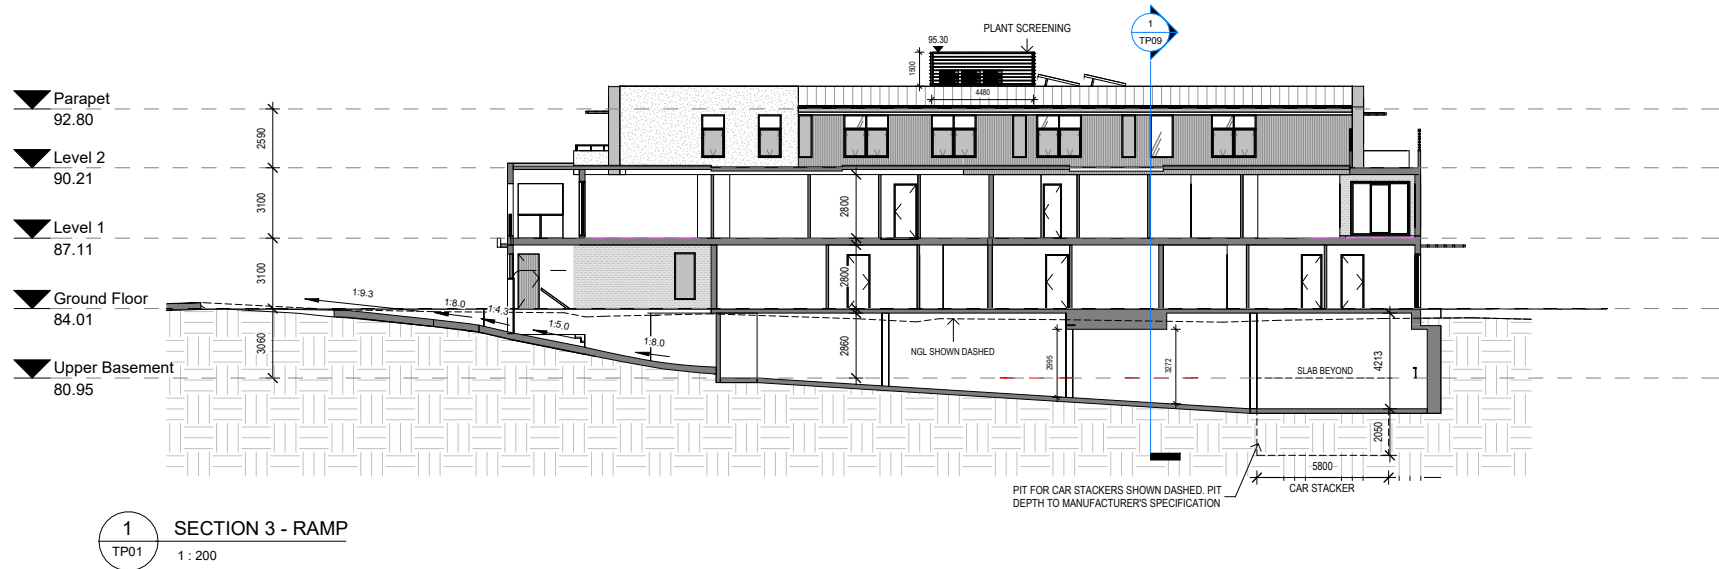 1
TP09
PLANT SCREENING
95.30
1500
4480
Parapet
92.80
2590
Level 2
90.21
3100
2800
Level 1
87.11
3100
2800
Ground Floor
84.01
1:9.3
1:8.0
1:4.3
1:5.0
1:8.0
3060
2860
NGL SHOWN DASHED
2995
3272
4213
SLAB BEYOND
Upper Basement
80.95
2050
5800
CAR STACKER
PIT FOR CAR STACKERS SHOWN DASHED. PIT
DEPTH TO MANUFACTURER'S SPECIFICATION
1
TP01
SECTION 3 - RAMP
1 : 200